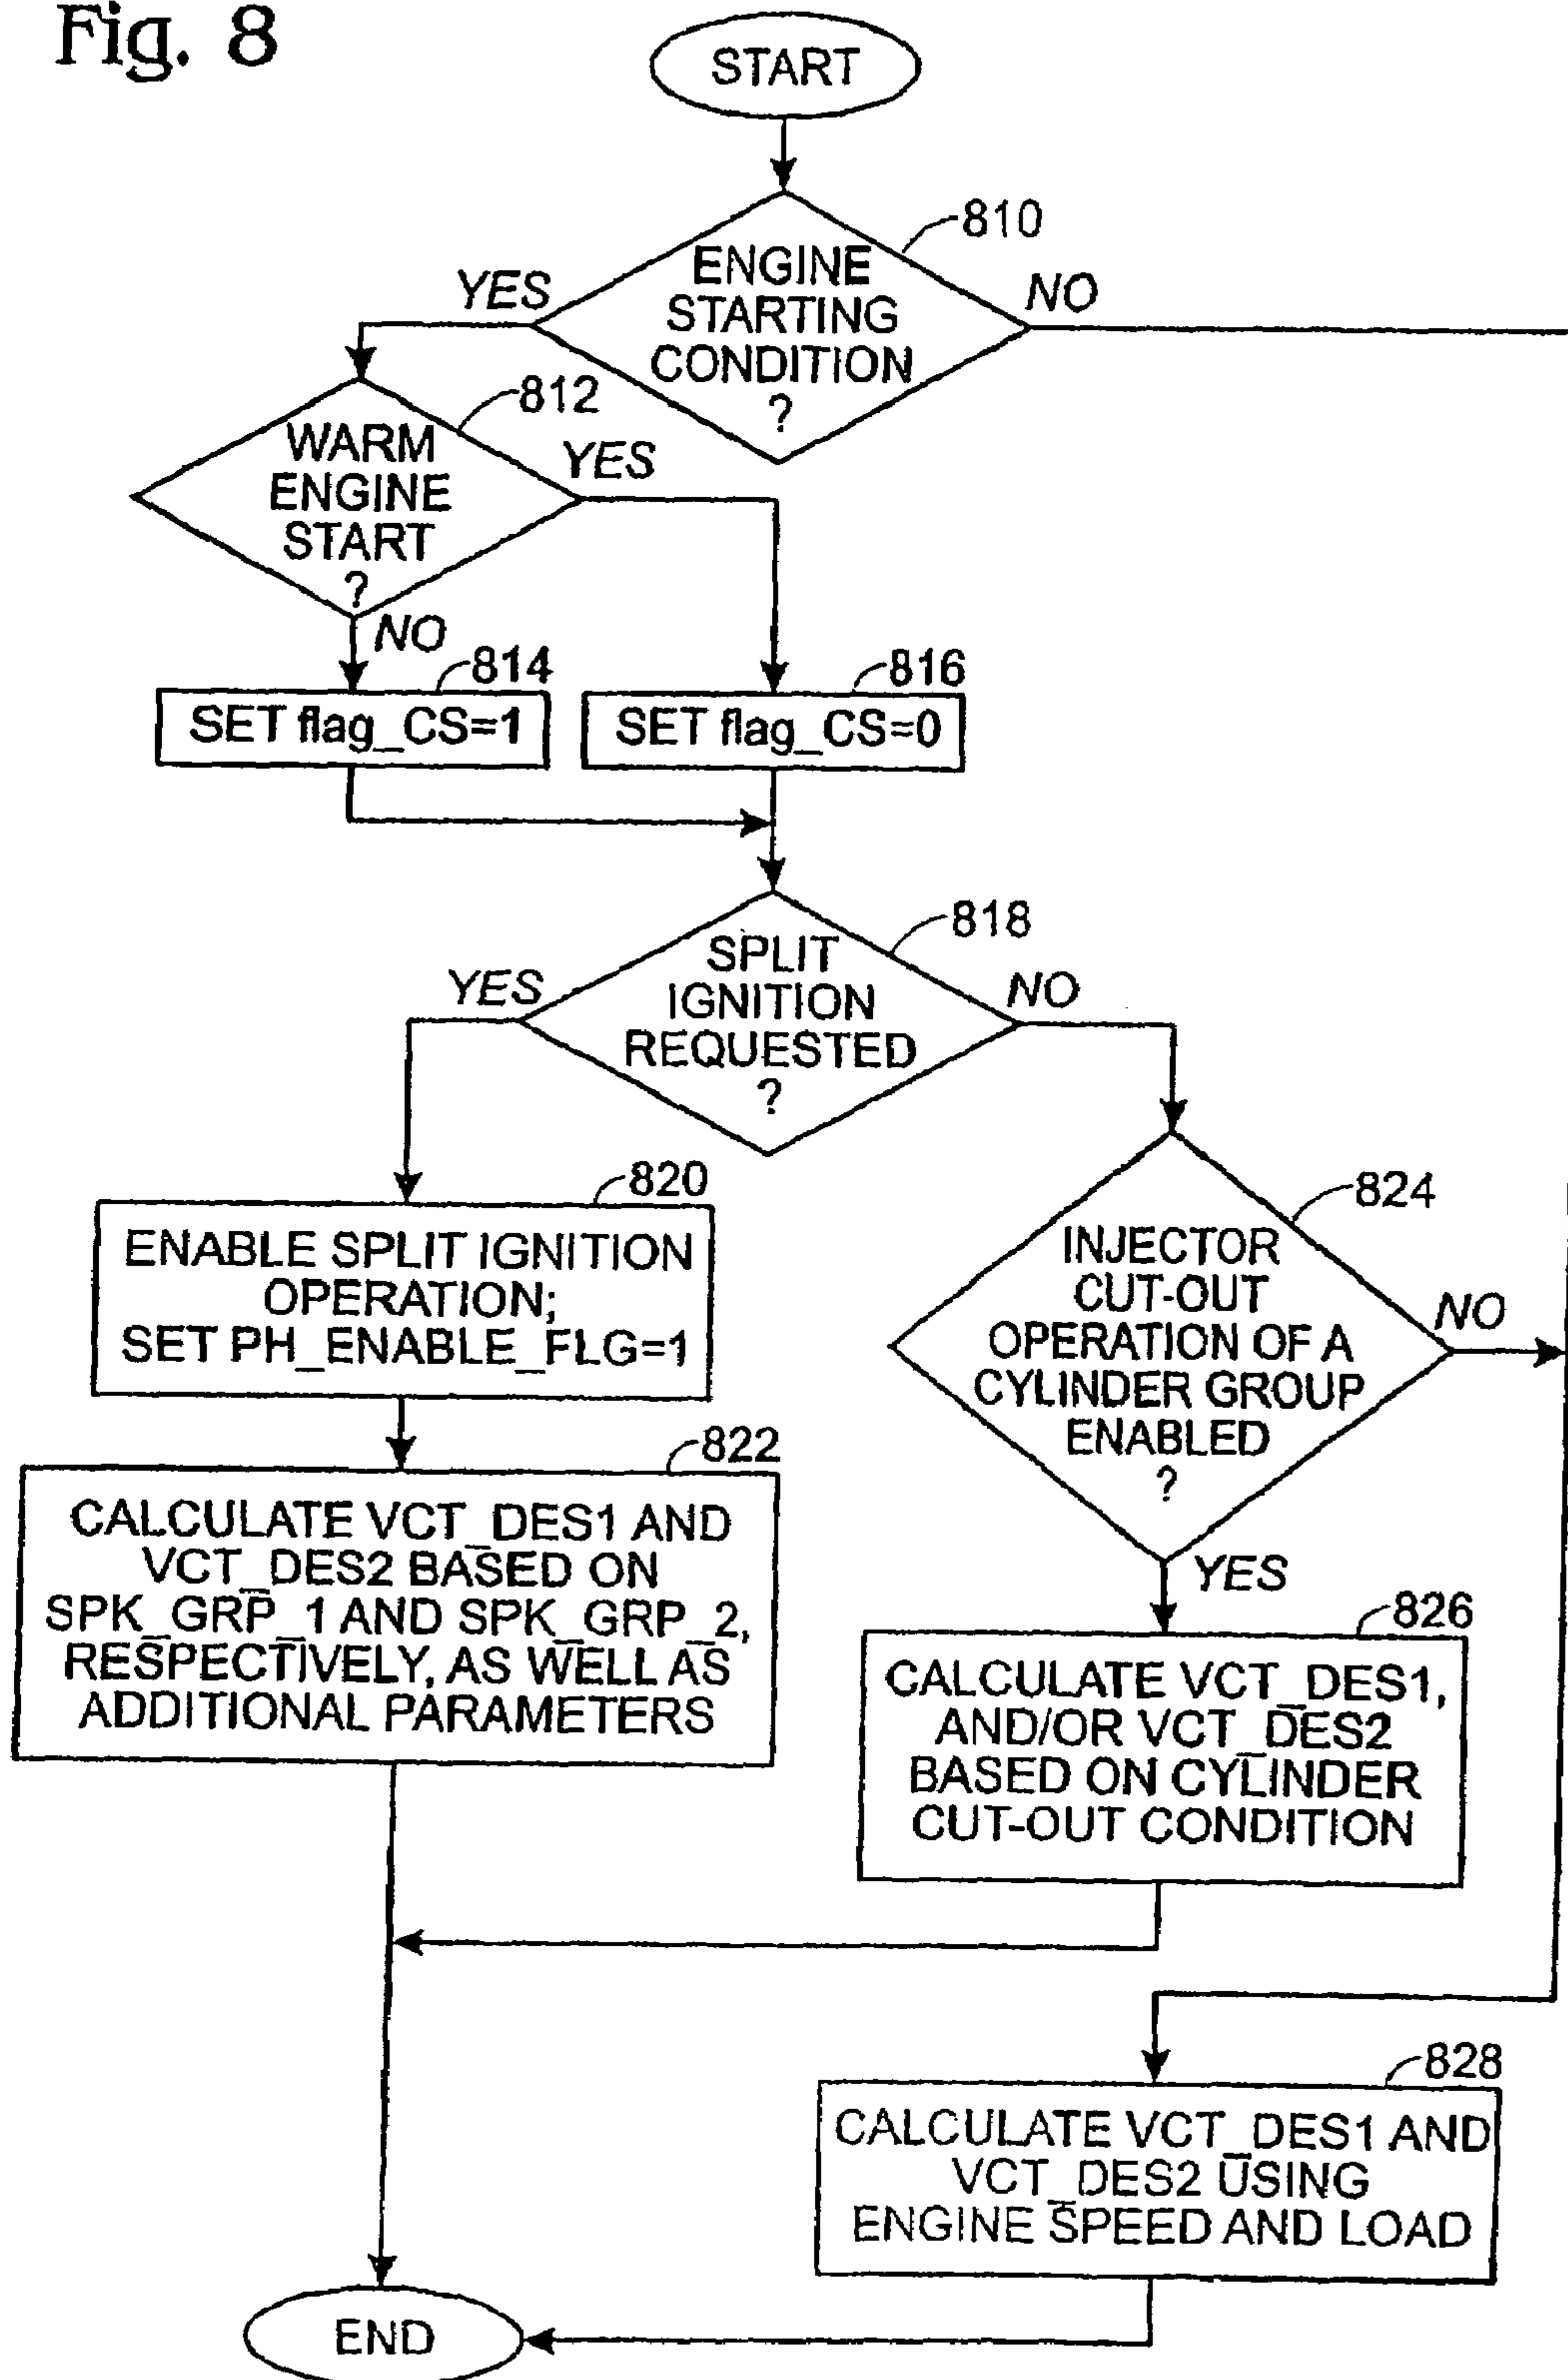 Fig. 8
START
810
ENGINE
STARTING
CONDITION
?
YES
NO
812
WARM
ENGINE
START
?
YES
NO
814
SET flag_CS=1
816
SET flag_CS=0
818
SPLIT
IGNITION
REQUESTED
?
YES
NO
820
ENABLE SPLIT IGNITION
OPERATION;
SET PH_ENABLE_FLG=1
824
INJECTOR
CUT-OUT
OPERATION OF A
CYLINDER GROUP
ENABLED
?
NO
YES
822
CALCULATE VCT_DES1 AND
VCT_DES2 BASED ON
SPK_GRP_1 AND SPK_GRP_2,
RESPECTIVELY, AS WELL AS
ADDITIONAL PARAMETERS
826
CALCULATE VCT_DES1,
AND/OR VCT_DES2
BASED ON CYLINDER
CUT-OUT CONDITION
828
CALCULATE VCT_DES1 AND
VCT_DES2 USING
ENGINE SPEED AND LOAD
END